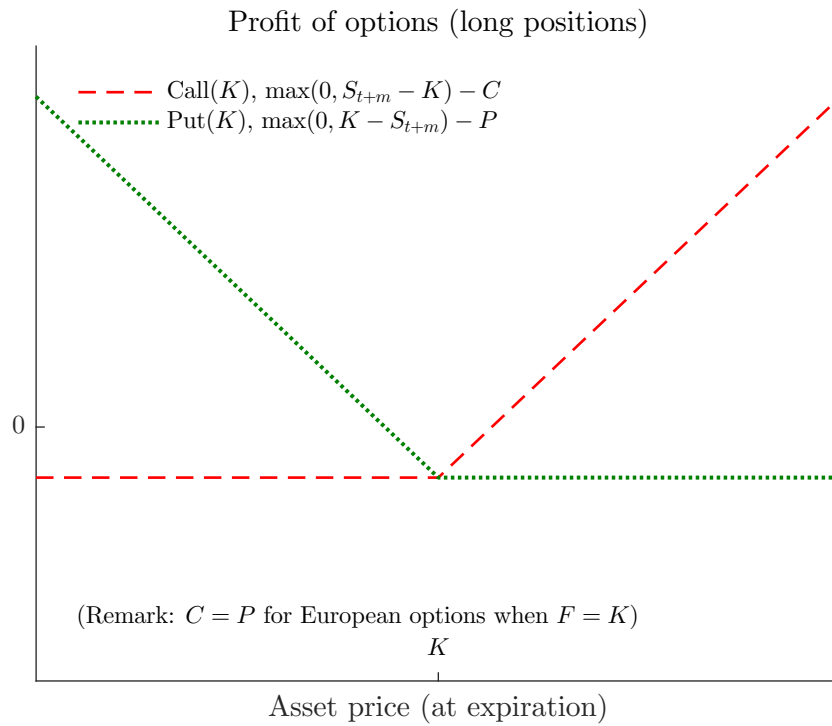 Profit of options (long positions)
Call(K), max(0, S_{t+m} − K) − C
Put(K), max(0, K − S_{t+m}) − P
0
(Remark: C = P for European options when F = K)
K
Asset price (at expiration)